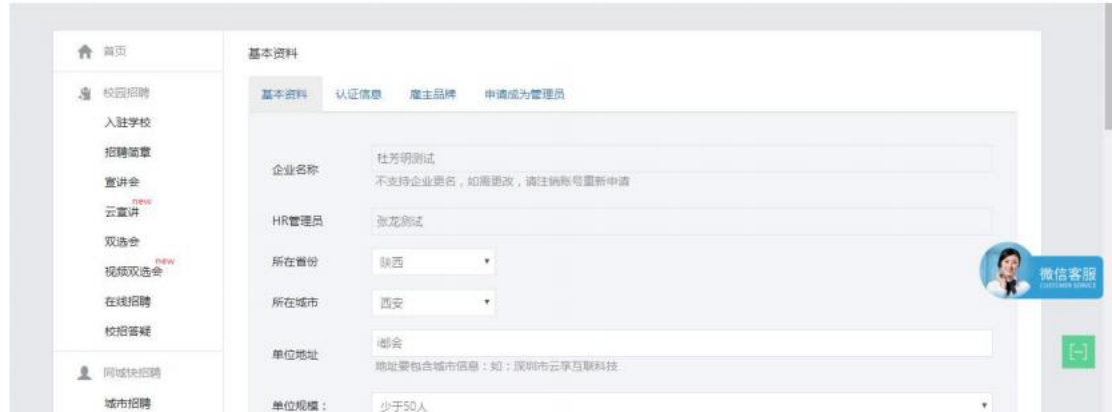 首页
基本资料
校园招聘
基本资料 认证信息 雇主品牌 申请成为管理员
入驻学校
招聘简章
企业名称 杜芳明测试
不支持企业更名,如需更改,请注销账号重新申请
宣讲会
new
云宣讲
HR管理员 张龙测试
双选会
new
视频双选会
所在省份 陕西
微信客服
CUSTOMER SERVICE
在线招聘
所在城市 西安
校招答疑
单位地址 i都会
地址要包含城市信息:如:深圳市云享互联科技
同城快招聘
城市招聘
单位规模: 少于50人